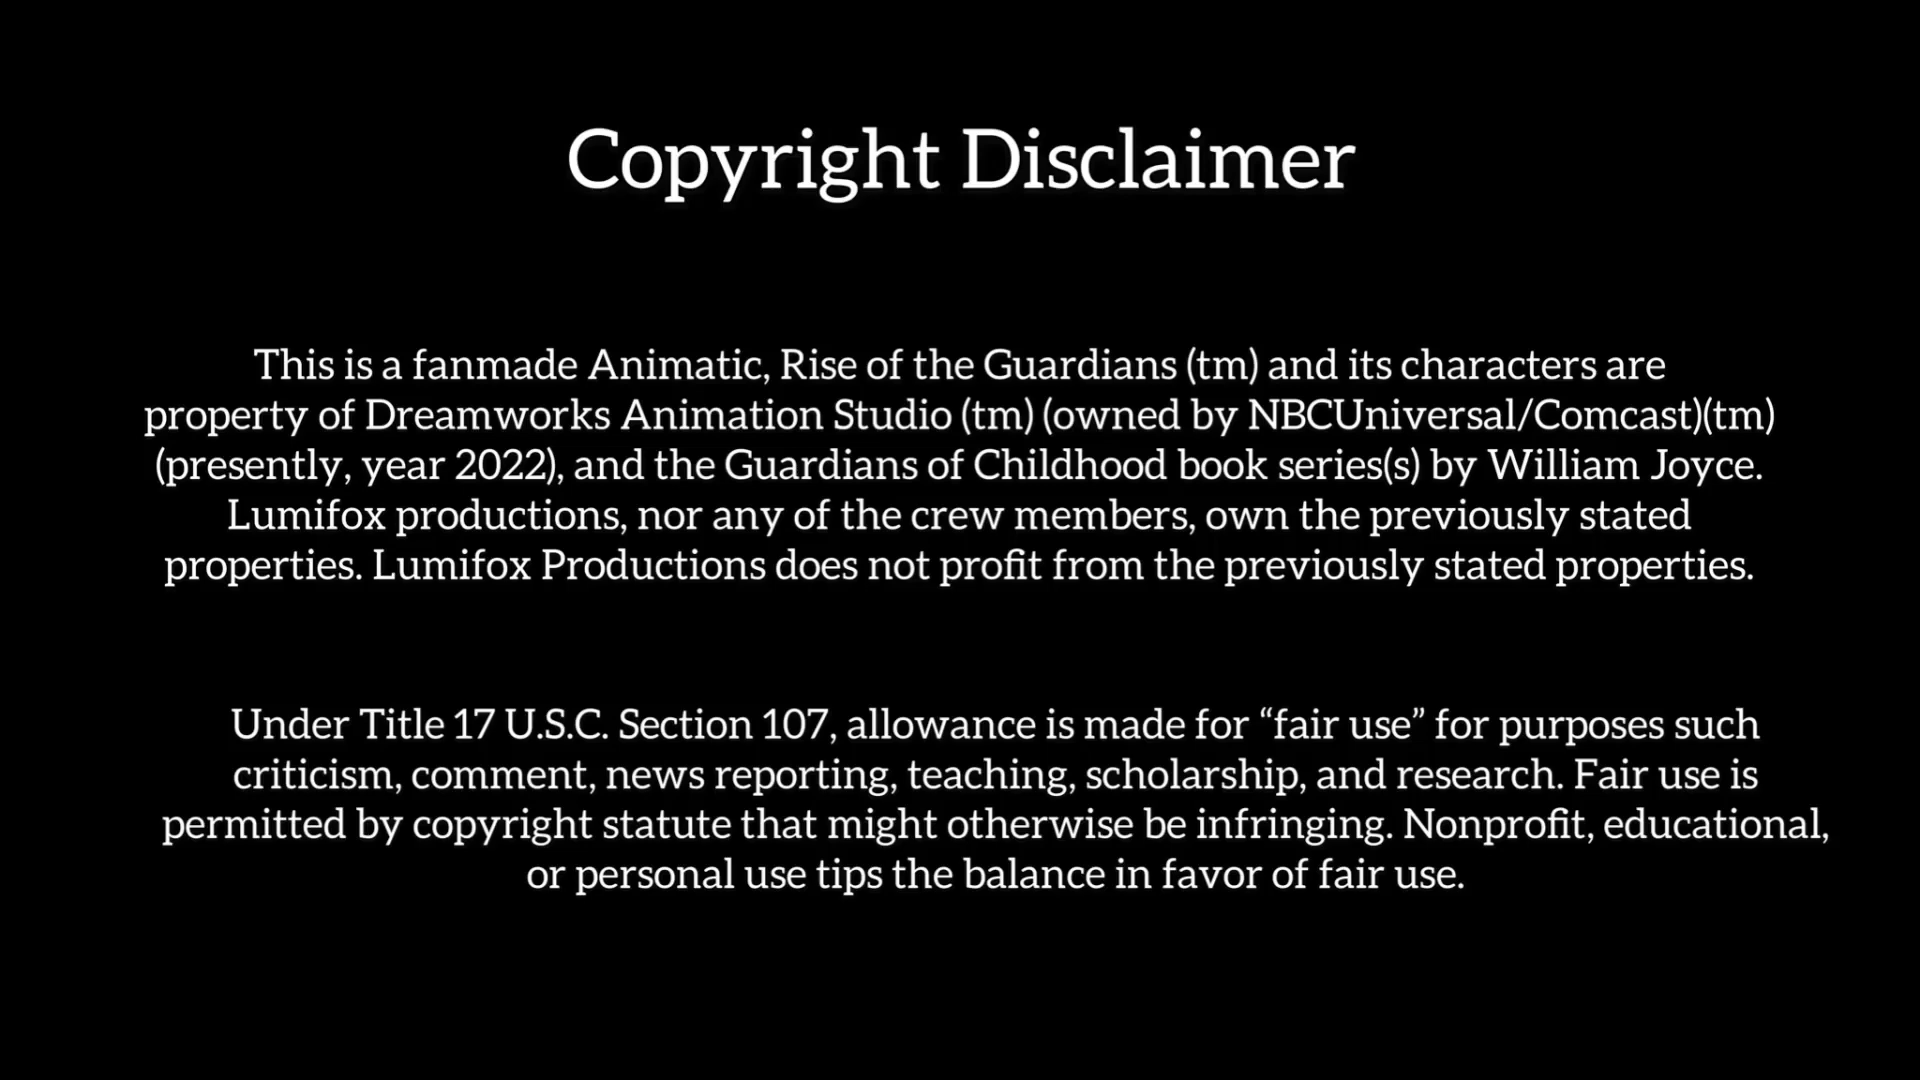 Copyright Disclaimer
This is a fanmade Animatic, Rise of the Guardians (tm) and its characters are
property of Dreamworks Animation Studio (tm) (owned by NBCUniversal/Comcast)(tm)
(presently, year 2022), and the Guardians of Childhood book series(s) by William Joyce.
Lumifox productions, nor any of the crew members, own the previously stated
properties. Lumifox Productions does not profit from the previously stated properties.
Under Title 17 U.S.C. Section 107, allowance is made for “fair use” for purposes such
criticism, comment, news reporting, teaching, scholarship, and research. Fair use is
permitted by copyright statute that might otherwise be infringing. Nonprofit, educational,
or personal use tips the balance in favor of fair use.